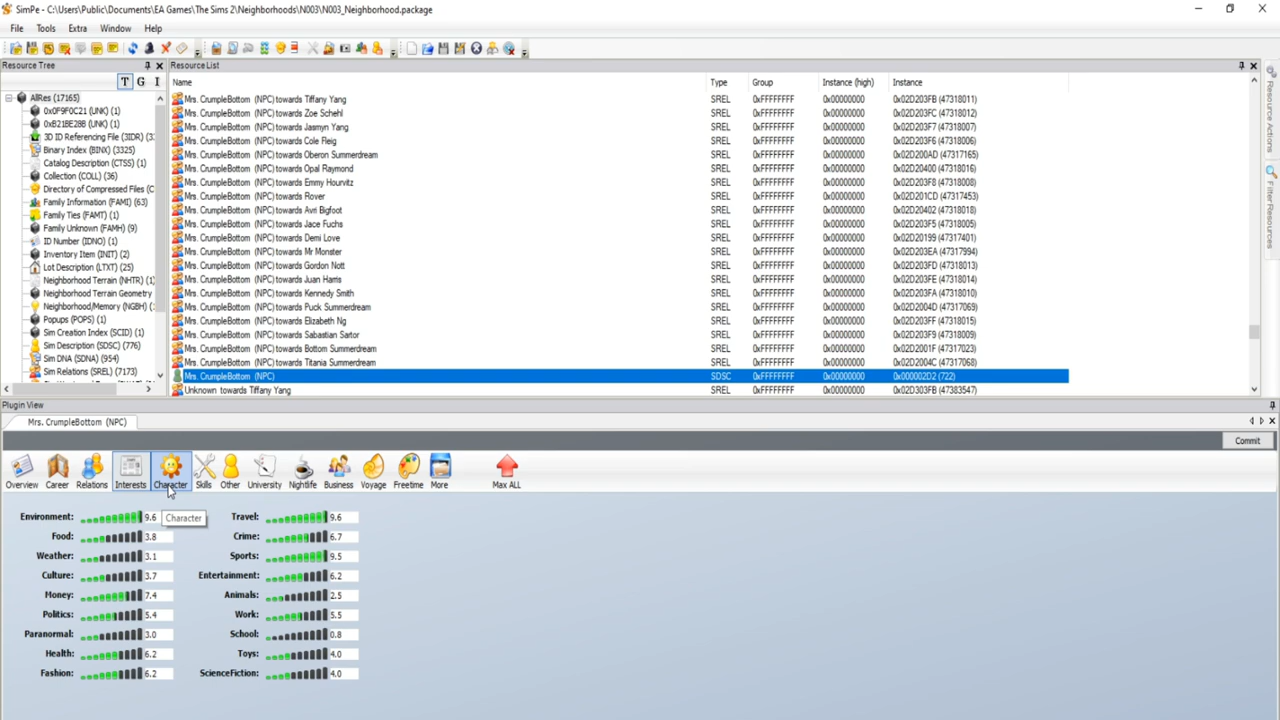 SimPe - C:\Users\Public\Documents\EA Games\The Sims 2\Neighborhoods\N003\N003_Neighborhood.package
File Tools Extra Window Help
Resource Tree
T G I
AllRes (17165)
0x0F9F0C21 (UNK) (1)
0xB21BE28B (UNK) (1)
3D ID Referencing File (3IDR) (3
Binary Index (BINX) (3325)
Catalog Description (CTSS) (1)
Collection (COLL) (36)
Directory of Compressed Files (C
Family Information (FAMI) (63)
Family Ties (FAMT) (1)
Family Unknown (FAMH) (9)
ID Number (IDNO) (1)
Inventory Item (INIT) (2)
Lot Description (LTXT) (25)
Neighborhood Terrain (NHTR) (1)
Neighborhood Terrain Geometry
Neighborhood/Memory (NGBH) (
Popups (POPS) (1)
Sim Creation Index (SCID) (1)
Sim Description (SDSC) (776)
Sim DNA (SDNA) (954)
Sim Relations (SREL) (7173)
Resource List
Name Type Group Instance (high) Instance
Mrs. CrumpleBottom (NPC) towards Tiffany Yang SREL 0xFFFFFFFF 0x00000000 0x02D203FB (47318011)
Mrs. CrumpleBottom (NPC) towards Zoe Schehl SREL 0xFFFFFFFF 0x00000000 0x02D203FC (47318012)
Mrs. CrumpleBottom (NPC) towards Jasmyn Yang SREL 0xFFFFFFFF 0x00000000 0x02D203F7 (47318007)
Mrs. CrumpleBottom (NPC) towards Cole Fleig SREL 0xFFFFFFFF 0x00000000 0x02D203F6 (47318006)
Mrs. CrumpleBottom (NPC) towards Oberon Summerdream SREL 0xFFFFFFFF 0x00000000 0x02D200AD (47317165)
Mrs. CrumpleBottom (NPC) towards Opal Raymond SREL 0xFFFFFFFF 0x00000000 0x02D20400 (47318016)
Mrs. CrumpleBottom (NPC) towards Emmy Hourvitz SREL 0xFFFFFFFF 0x00000000 0x02D203F8 (47318008)
Mrs. CrumpleBottom (NPC) towards Rover SREL 0xFFFFFFFF 0x00000000 0x02D201CD (47317453)
Mrs. CrumpleBottom (NPC) towards Avri Bigfoot SREL 0xFFFFFFFF 0x00000000 0x02D20402 (47318018)
Mrs. CrumpleBottom (NPC) towards Jace Fuchs SREL 0xFFFFFFFF 0x00000000 0x02D203F5 (47318005)
Mrs. CrumpleBottom (NPC) towards Demi Love SREL 0xFFFFFFFF 0x00000000 0x02D20199 (47317401)
Mrs. CrumpleBottom (NPC) towards Mr Monster SREL 0xFFFFFFFF 0x00000000 0x02D203EA (47317994)
Mrs. CrumpleBottom (NPC) towards Gordon Nott SREL 0xFFFFFFFF 0x00000000 0x02D203FD (47318013)
Mrs. CrumpleBottom (NPC) towards Juan Harris SREL 0xFFFFFFFF 0x00000000 0x02D203FE (47318014)
Mrs. CrumpleBottom (NPC) towards Kennedy Smith SREL 0xFFFFFFFF 0x00000000 0x02D203FA (47318010)
Mrs. CrumpleBottom (NPC) towards Puck Summerdream SREL 0xFFFFFFFF 0x00000000 0x02D2004D (47317069)
Mrs. CrumpleBottom (NPC) towards Elizabeth Ng SREL 0xFFFFFFFF 0x00000000 0x02D203FF (47318015)
Mrs. CrumpleBottom (NPC) towards Sabastian Sartor SREL 0xFFFFFFFF 0x00000000 0x02D203F9 (47318009)
Mrs. CrumpleBottom (NPC) towards Bottom Summerdream SREL 0xFFFFFFFF 0x00000000 0x02D2001F (47317023)
Mrs. CrumpleBottom (NPC) towards Titania Summerdream SREL 0xFFFFFFFF 0x00000000 0x02D2004C (47317068)
Mrs. CrumpleBottom (NPC) SDSC 0xFFFFFFFF 0x00000000 0x000002D2 (722)
Unknown towards Tiffany Yang SREL 0xFFFFFFFF 0x00000000 0x02D303FB (47383547)
Resource Actions
Filter Resources
Plugin View
Mrs. CrumpleBottom (NPC)
Commit
Overview Career Relations Interests Character Skills Other University Nightlife Business Voyage Freetime More Max ALL
Character
Environment: 9.6 Travel: 9.6
Food: 3.8 Crime: 6.7
Weather: 3.1 Sports: 9.5
Culture: 3.7 Entertainment: 6.2
Money: 7.4 Animals: 2.5
Politics: 5.4 Work: 5.5
Paranormal: 3.0 School: 0.8
Health: 6.2 Toys: 4.0
Fashion: 6.2 ScienceFiction: 4.0